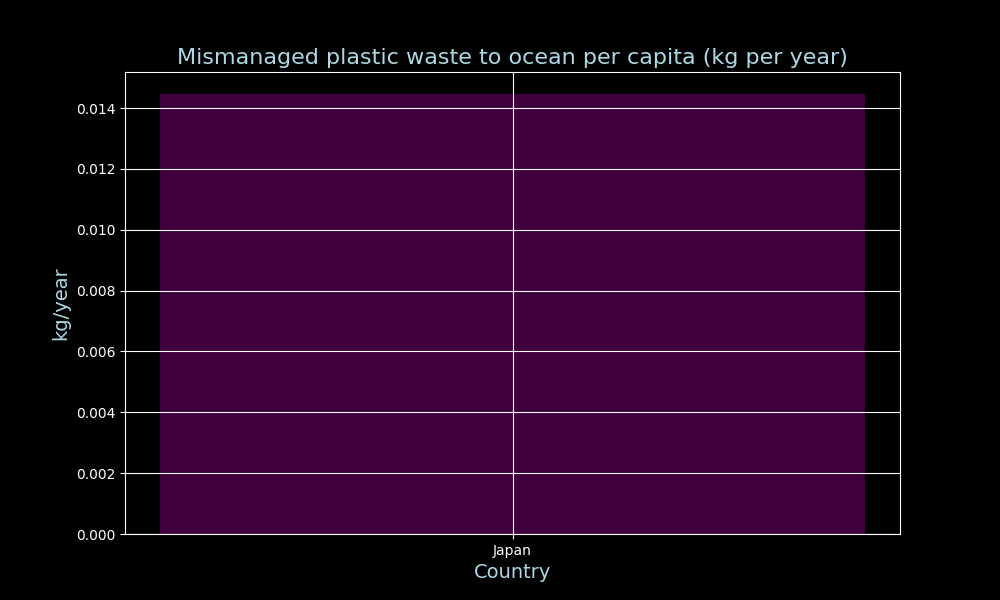 Mismanaged plastic waste to ocean per capita (kg per year)
kg/year
0.014
0.012
0.010
0.008
0.006
0.004
0.002
0.000
Japan
Country